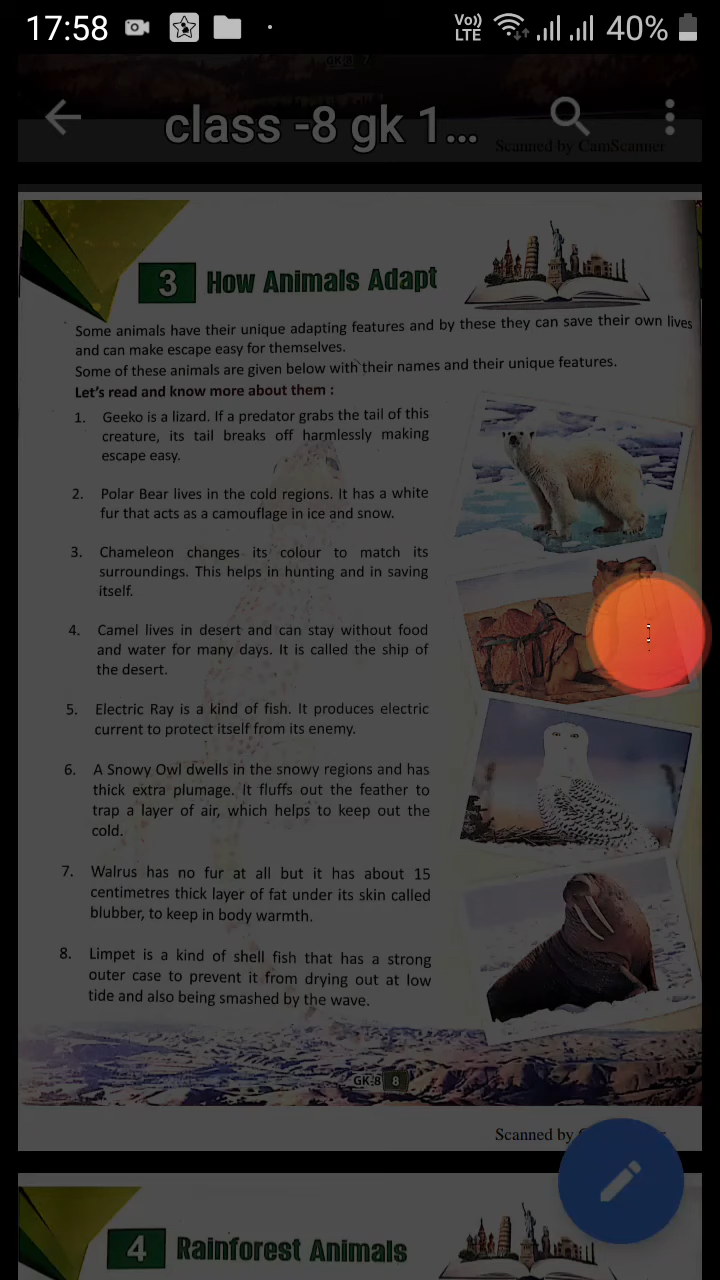 17:58
Vo))
LTE
40%
GK:8 7
class -8 gk 1...
Scanned by CamScanner
3 How Animals Adapt
Some animals have their unique adapting features and by these they can save their own lives
and can make escape easy for themselves.
Some of these animals are given below with their names and their unique features.
Let's read and know more about them :
1. Geeko is a lizard. If a predator grabs the tail of this
creature, its tail breaks off harmlessly making
escape easy.
2. Polar Bear lives in the cold regions. It has a white
fur that acts as a camouflage in ice and snow.
3. Chameleon changes its colour to match its
surroundings. This helps in hunting and in saving
itself.
4. Camel lives in desert and can stay without food
and water for many days. It is called the ship of
the desert.
5. Electric Ray is a kind of fish. It produces electric
current to protect itself from its enemy.
6. A Snowy Owl dwells in the snowy regions and has
thick extra plumage. It fluffs out the feather to
trap a layer of air, which helps to keep out the
cold.
7. Walrus has no fur at all but it has about 15
centimetres thick layer of fat under its skin called
blubber, to keep in body warmth.
8. Limpet is a kind of shell fish that has a strong
outer case to prevent it from drying out at low
tide and also being smashed by the wave.
GK:8 8
Scanned by
4 Rainforest Animals